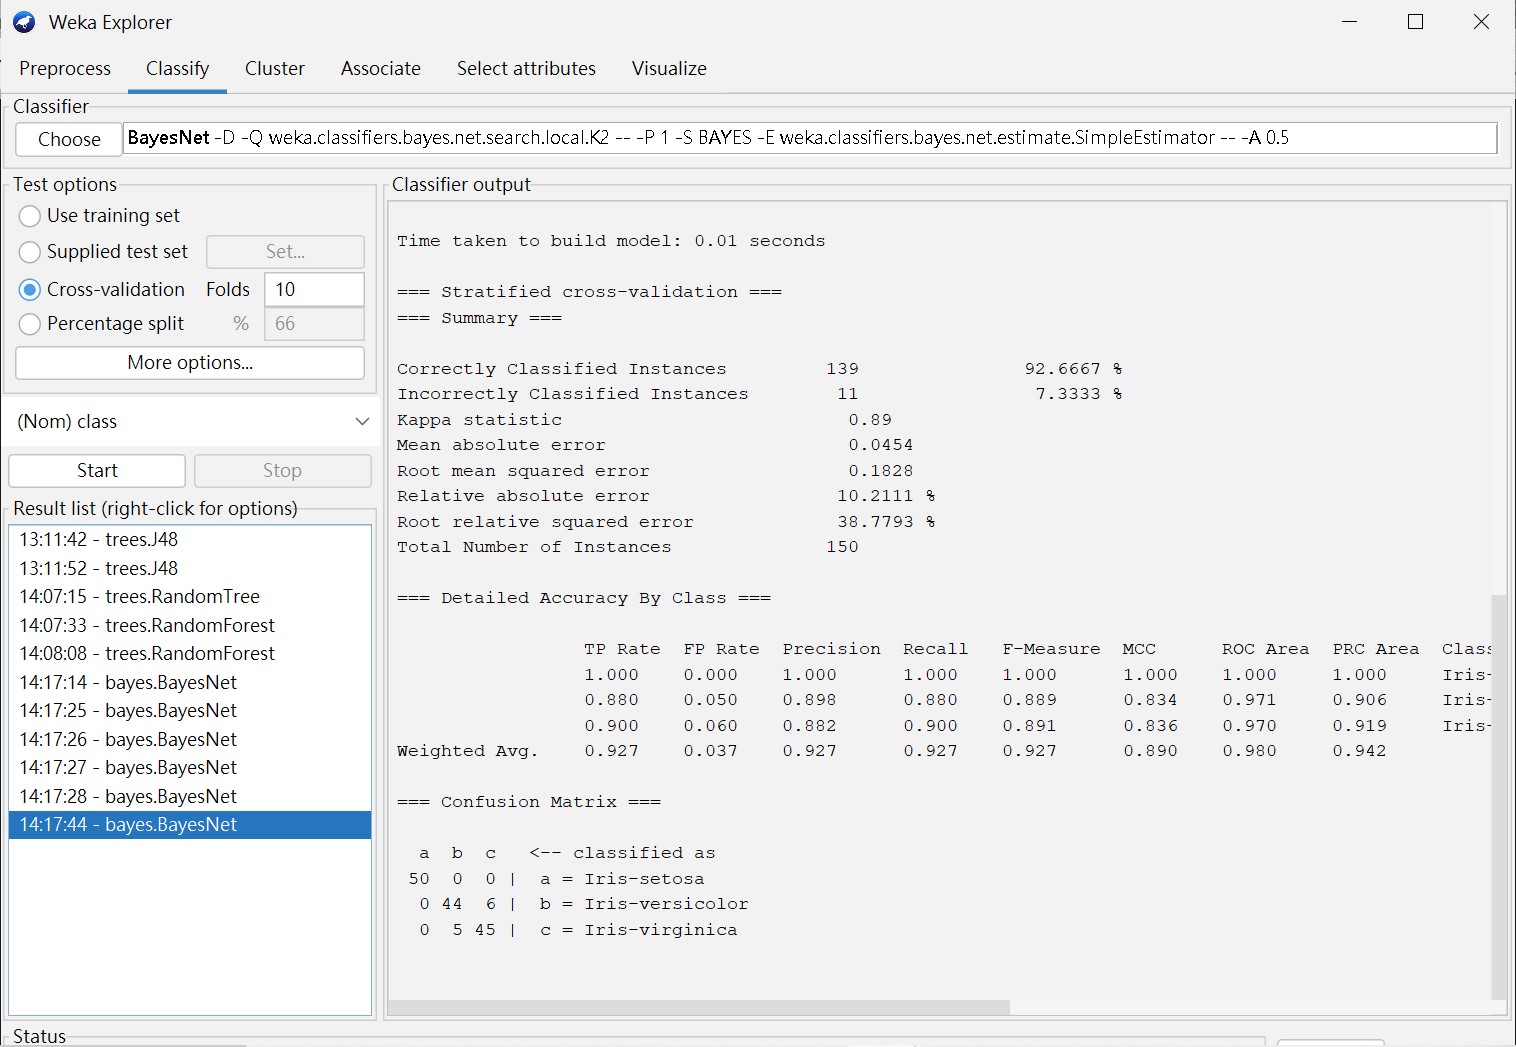 Weka Explorer
Preprocess Classify Cluster Associate Select attributes Visualize
Classifier
Choose BayesNet -D -Q weka.classifiers.bayes.net.search.local.K2 -- -P 1 -S BAYES -E weka.classifiers.bayes.net.estimate.SimpleEstimator -- -A 0.5
Test options
Use training set
Supplied test set Set...
Cross-validation Folds 10
Percentage split % 66
More options...
(Nom) class
Start Stop
Result list (right-click for options)
13:11:42 - trees.J48
13:11:52 - trees.J48
14:07:15 - trees.RandomTree
14:07:33 - trees.RandomForest
14:08:08 - trees.RandomForest
14:17:14 - bayes.BayesNet
14:17:25 - bayes.BayesNet
14:17:26 - bayes.BayesNet
14:17:27 - bayes.BayesNet
14:17:28 - bayes.BayesNet
14:17:44 - bayes.BayesNet
Classifier output
Time taken to build model: 0.01 seconds
=== Stratified cross-validation ===
=== Summary ===
Correctly Classified Instances 139 92.6667 %
Incorrectly Classified Instances 11 7.3333 %
Kappa statistic 0.89
Mean absolute error 0.0454
Root mean squared error 0.1828
Relative absolute error 10.2111 %
Root relative squared error 38.7793 %
Total Number of Instances 150
=== Detailed Accuracy By Class ===
TP Rate FP Rate Precision Recall F-Measure MCC ROC Area PRC Area Class
1.000 0.000 1.000 1.000 1.000 1.000 1.000 1.000 Iris-
0.880 0.050 0.898 0.880 0.889 0.834 0.971 0.906 Iris-
0.900 0.060 0.882 0.900 0.891 0.836 0.970 0.919 Iris-
Weighted Avg. 0.927 0.037 0.927 0.927 0.927 0.890 0.980 0.942
=== Confusion Matrix ===
a b c <-- classified as
50 0 0 | a = Iris-setosa
0 44 6 | b = Iris-versicolor
0 5 45 | c = Iris-virginica
Status